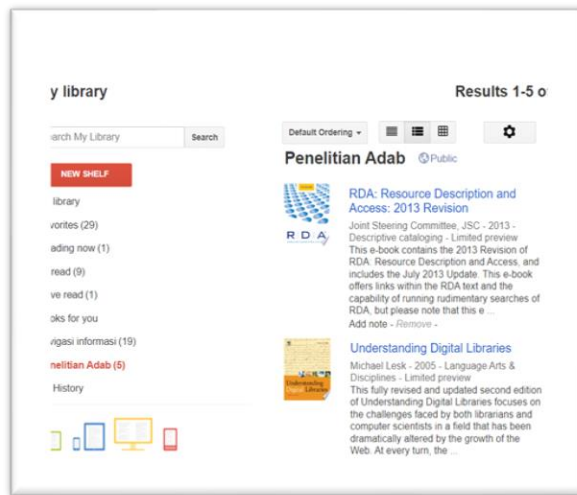 y library
arch My Library
Search
NEW SHELF
library
vorites (29)
ading now (1)
read (9)
ve read (1)
oks for you
vigasi informasi (19)
nelitian Adab (5)
History
Results 1-5 o
Default Ordering
Penelitian Adab Public
RDA
RDA: Resource Description and
Access: 2013 Revision
Joint Steering Committee, JSC - 2013 -
Descriptive cataloging - Limited preview
This e-book contains the 2013 Revision of
RDA: Resource Description and Access, and
includes the July 2013 Update. This e-book
offers links within the RDA text and the
capability of running rudimentary searches of
RDA, but please note that this e ...
Add note - Remove -
Understanding
Digital Libraries
Understanding Digital Libraries
Michael Lesk - 2005 - Language Arts &
Disciplines - Limited preview
This fully revised and updated second edition
of Understanding Digital Libraries focuses on
the challenges faced by both librarians and
computer scientists in a field that has been
dramatically altered by the growth of the
Web. At every turn, the ...